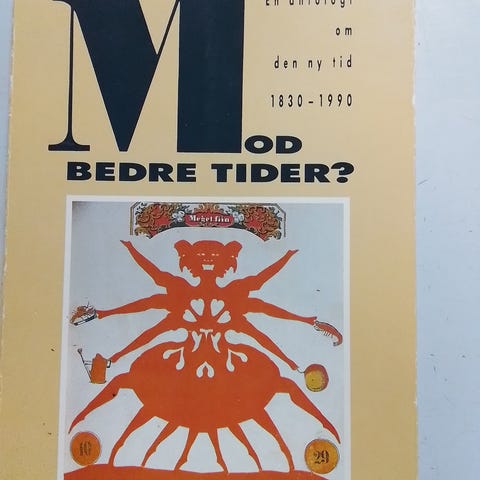 En antologi
om
den ny tid
1830-1990
MOD
BEDRE TIDER?
Meget fiin
10
29